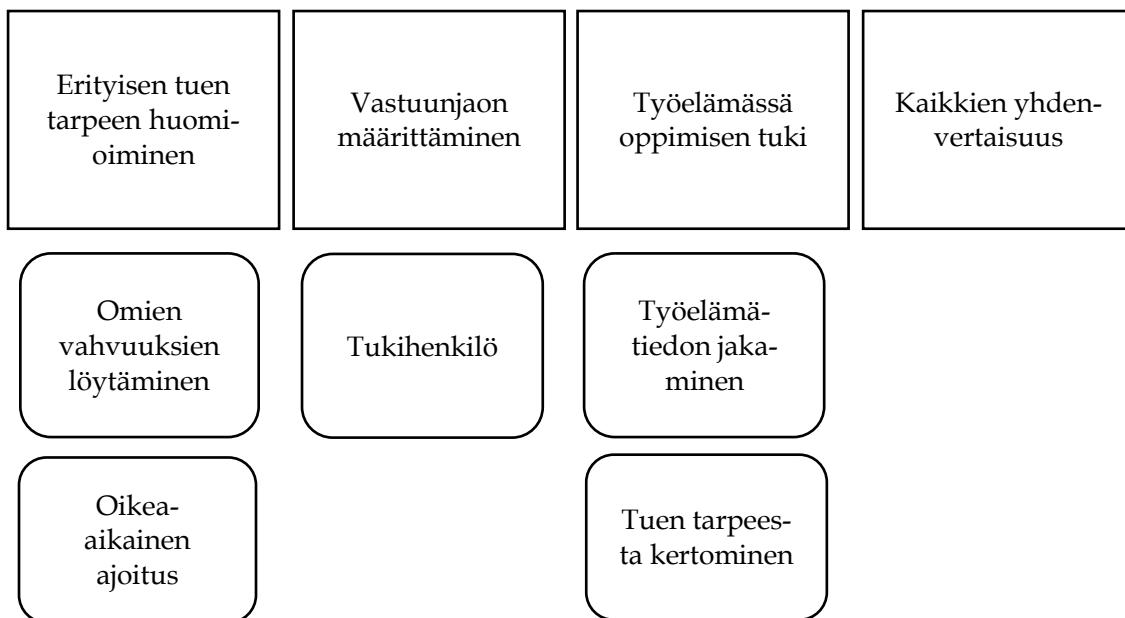 Erityisen tuen
tarpeen huomi-
oiminen
Vastuunjaon
määrittäminen
Työelämässä
oppimisen tuki
Kaikkien yhden-
vertaisuus
Omien
vahvuuksien
löytäminen
Tukihenkilö
Työelämä-
tiedon jaka-
minen
Oikea-
aikainen
ajoitus
Tuen tarpees-
ta kertominen